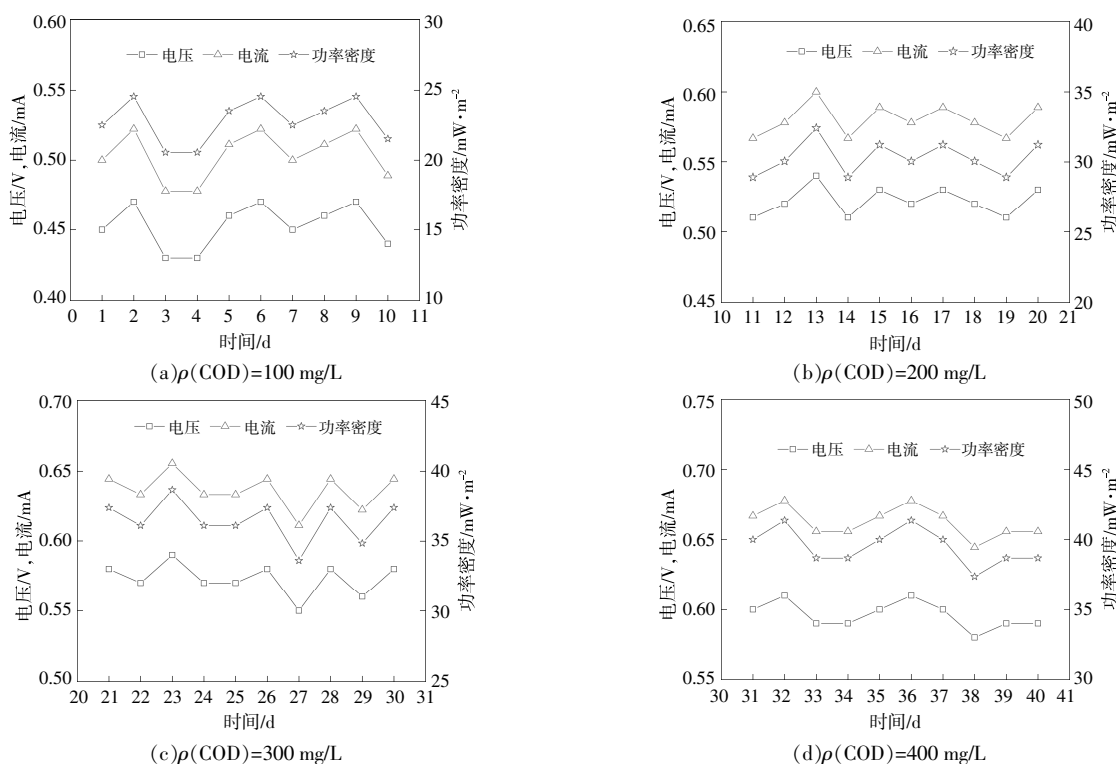 0.60
0.55
0.50
0.45
0.40
电压/V，电流/mA
30
25
20
15
10
功率密度/mW·m⁻²
电压 电流 功率密度
0 1 2 3 4 5 6 7 8 9 10 11
时间/d
(a)ρ(COD)=100 mg/L
0.65
0.60
0.55
0.50
0.45
电压/V，电流/mA
40
35
30
25
20
功率密度/mW·m⁻²
电压 电流 功率密度
10 11 12 13 14 15 16 17 18 19 20 21
时间/d
(b)ρ(COD)=200 mg/L
0.70
0.65
0.60
0.55
0.50
电压/V，电流/mA
45
40
35
30
25
功率密度/mW·m⁻²
电压 电流 功率密度
20 21 22 23 24 25 26 27 28 29 30 31
时间/d
(c)ρ(COD)=300 mg/L
0.75
0.70
0.65
0.60
0.55
电压/V，电流/mA
50
45
40
35
30
功率密度/mW·m⁻²
电压 电流 功率密度
30 31 32 33 34 35 36 37 38 39 40 41
时间/d
(d)ρ(COD)=400 mg/L